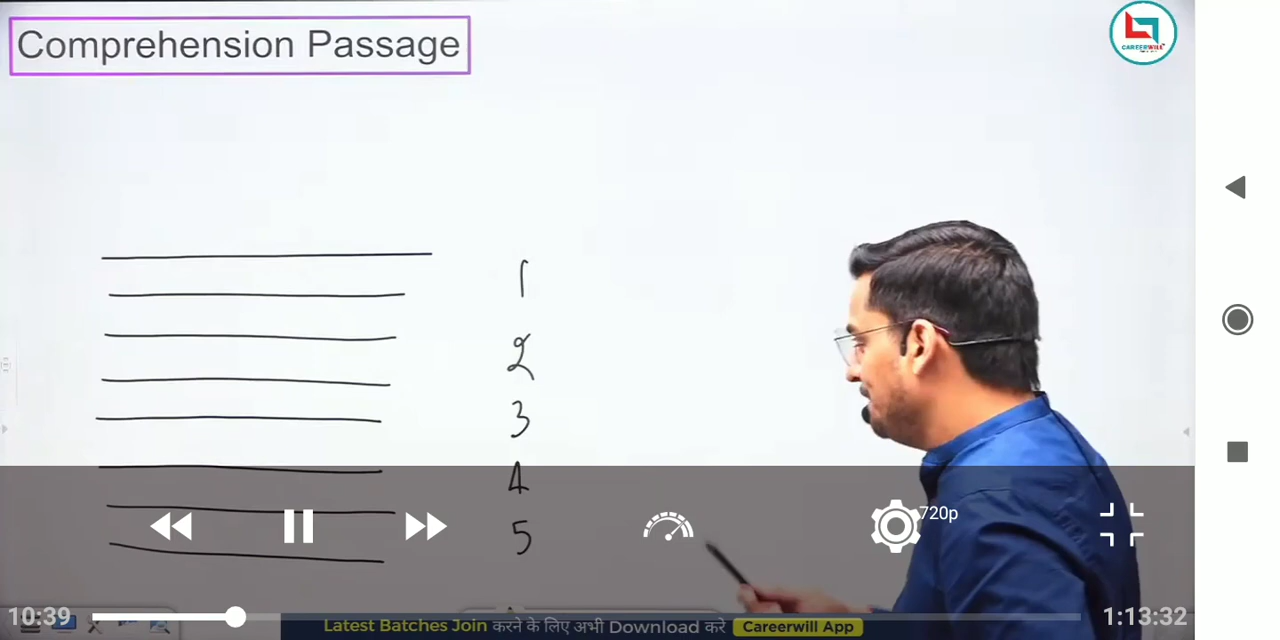 Comprehension Passage
CAREERWILL
1
2
3
4
5
720p
10:39
1:13:32
Latest Batches Join करने के लिए अभी Download करे Careerwill App